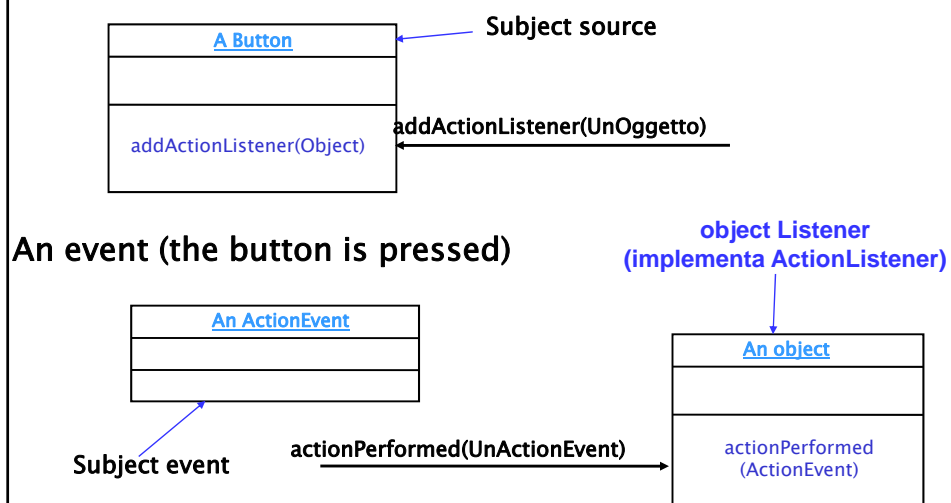 Subject source
A Button
addActionListener(UnOggetto)
addActionListener(Object)
object Listener
(implementa ActionListener)
An event (the button is pressed)
An ActionEvent
An object
actionPerformed(UnActionEvent)
actionPerformed
(ActionEvent)
Subject event